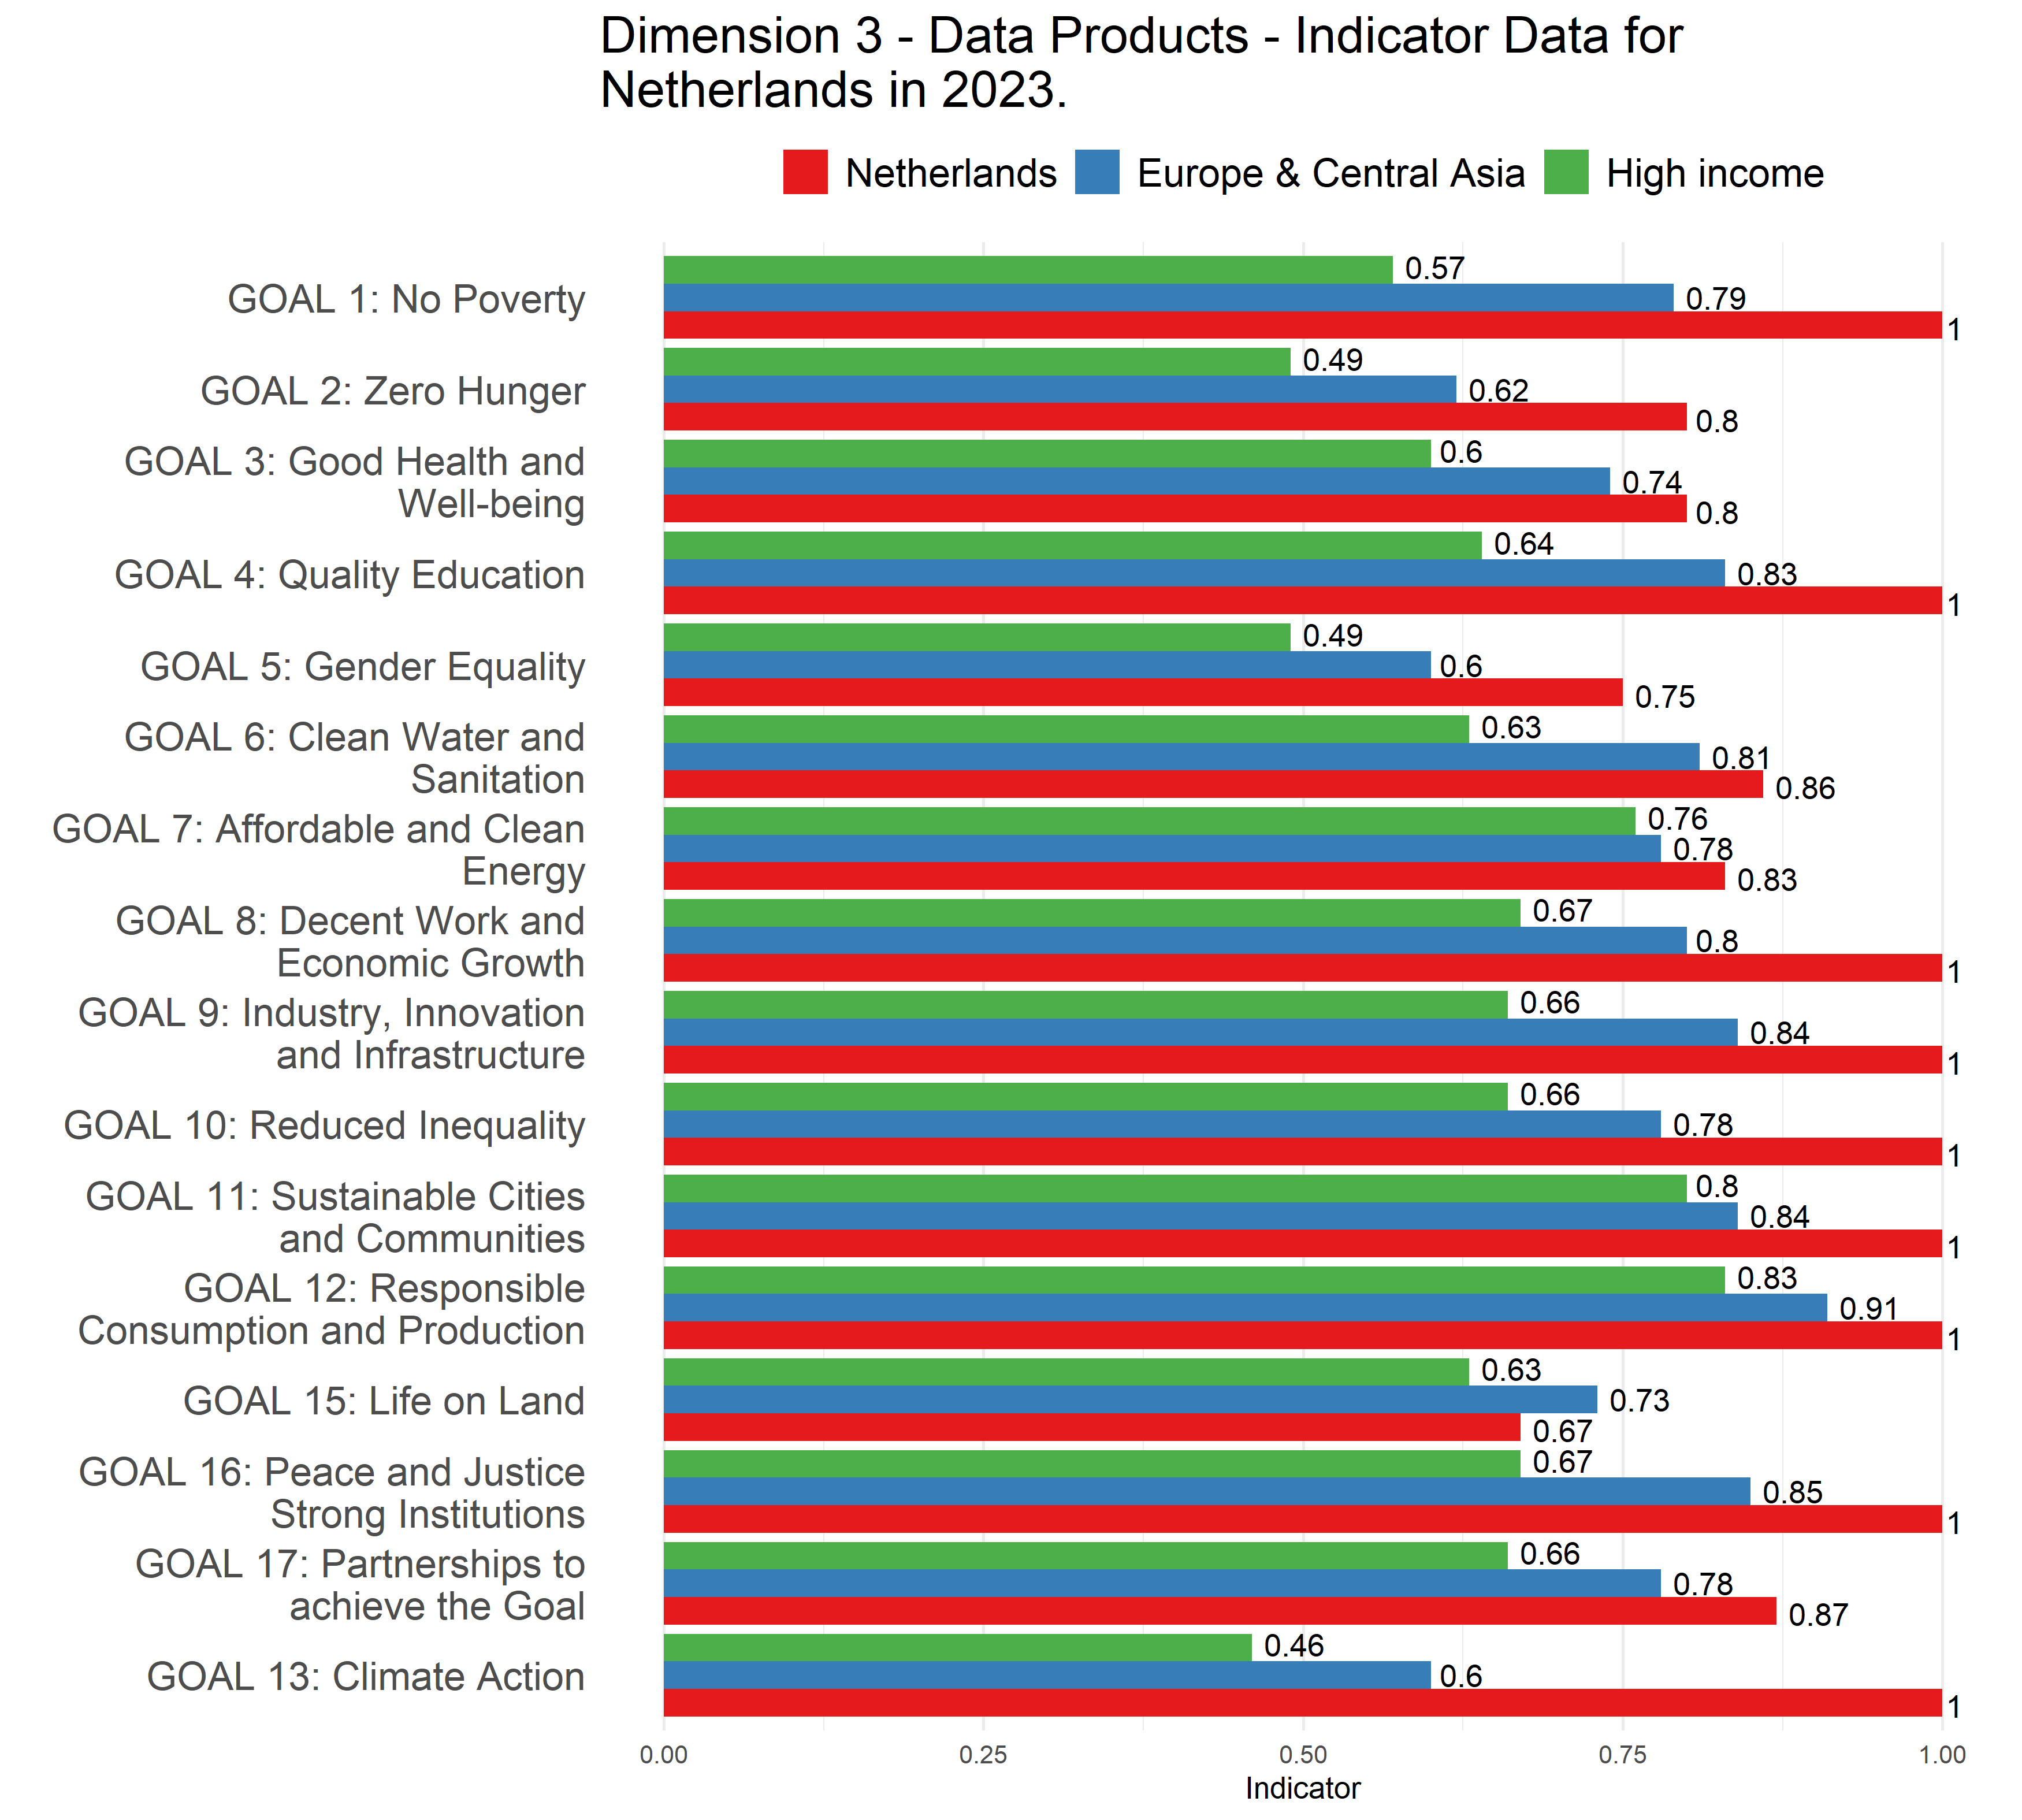 Dimension 3 - Data Products - Indicator Data for
Netherlands in 2023.
Netherlands Europe & Central Asia High income
GOAL 1: No Poverty
0.57
0.79
1
GOAL 2: Zero Hunger
0.49
0.62
0.8
GOAL 3: Good Health and
Well-being
0.6
0.74
0.8
GOAL 4: Quality Education
0.64
0.83
1
GOAL 5: Gender Equality
0.49
0.6
0.75
GOAL 6: Clean Water and
Sanitation
0.63
0.81
0.86
GOAL 7: Affordable and Clean
Energy
0.76
0.78
0.83
GOAL 8: Decent Work and
Economic Growth
0.67
0.8
1
GOAL 9: Industry, Innovation
and Infrastructure
0.66
0.84
1
GOAL 10: Reduced Inequality
0.66
0.78
1
GOAL 11: Sustainable Cities
and Communities
0.8
0.84
1
GOAL 12: Responsible
Consumption and Production
0.83
0.91
1
GOAL 15: Life on Land
0.63
0.73
0.67
GOAL 16: Peace and Justice
Strong Institutions
0.67
0.85
1
GOAL 17: Partnerships to
achieve the Goal
0.66
0.78
0.87
GOAL 13: Climate Action
0.46
0.6
1
0.00 0.25 0.50 0.75 1.00
Indicator